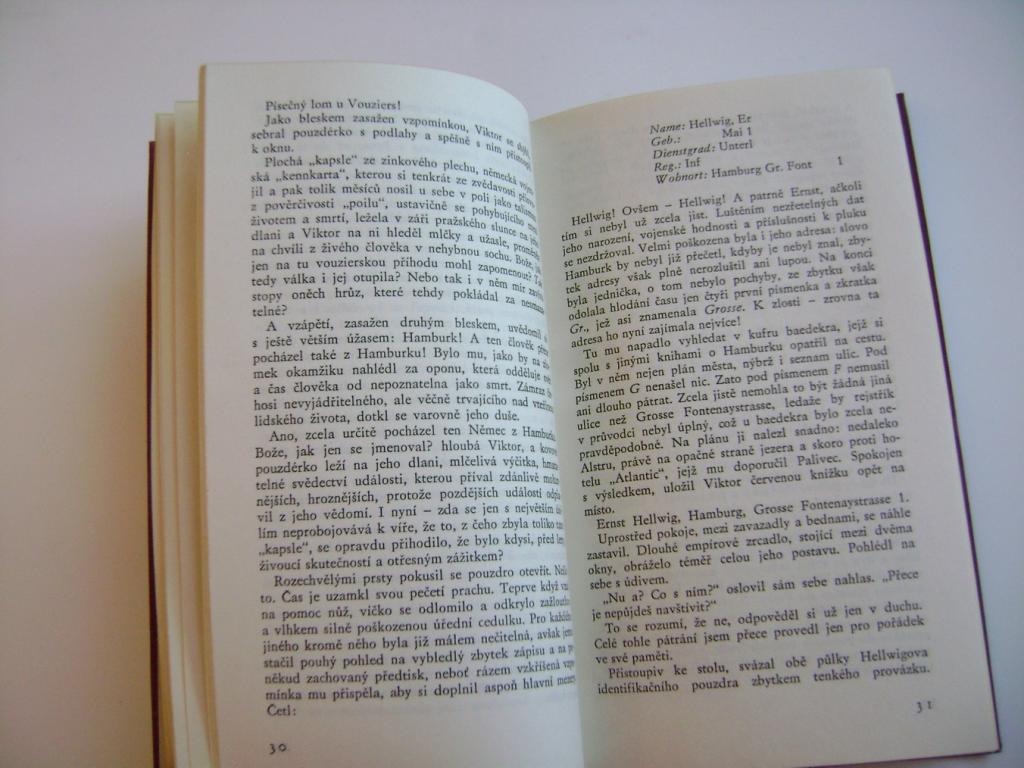 Písečný lom u Vouziers!
Jako bleskem zasažen vzpomínkou, Viktor se
sebral pouzdérko s podlahy a spěšně s ním
k oknu.
Plochá „kapsle“ ze zinkového plechu, německá
ská „kennkarta“, kterou si tenkrát ze zvědavosti
jil a pak tolik měsíců nosil u sebe v poli jako
z pověrčivosti „poilu“, ustavičně se pohybujícího
životem a smrtí, ležela v záři pražského slunce na
dlani a Viktor na ni hleděl mlčky a užasle,
na chvíli z živého člověka v nehybnou sochu. Bože,
jen na tu vouzierskou příhodu mohl zapomenout?
tedy válka i jej otupila? Nebo tak i v něm mír
stopy oněch hrůz, které tehdy pokládal za
telné?
A vzápětí, zasažen druhým bleskem, uvědomil
s ještě větším úžasem: Hamburk! A ten člověk
pocházel také z Hamburku! Bylo mu, jako by na
mek okamžiku nahlédl za oponu, která odděluje
a čas člověka od nepoznatelna jako smrt. Zámraz
hosi nevyjádřitelného, ale věčně trvajícího nad
lidského života, dotkl se varovně jeho duše.
Ano, zcela určitě pocházel ten Němec z Hamburku.
Bože, jak jen se jmenoval? hloubá Viktor, a kovové
pouzdérko leží na jeho dlani, mlčelivá výčitka,
telné svědectví události, kterou příval zdánlivě
nějších, hroznějších, protože pozdějších událostí
vil z jeho vědomí. I nyní – zda se jen s největším
lím neprobojovává k víře, že to, z čeho zbyla toliko
„kapsle“, se opravdu přihodilo, že bylo kdysi, před
živoucí skutečností a otřesným zážitkem?
Rozechvělými prsty pokusil se pouzdro otevřít.
to. Čas je uzamkl svou pečetí prachu. Teprve když
na pomoc nůž, víčko se odlomilo a odkrylo
a vlhkem silně poškozenou úřední cedulku. Pro
jiného kromě něho byla již málem nečitelná, avšak
stačil pouhý pohled na vybledlý zbytek zápisu a na
někud zachovaný předtisk, neboť rázem vzkříšená
mínka mu přispěla, aby si doplnil aspoň hlavní
Četl:
30
Name: Hellwig, Er
Geb.: Mai 1
Dienstgrad: Unterl
Reg.: Inf
Wohnort: Hamburg Gr. Font 1
Hellwig! Ovšem – Hellwig! A patrně Ernst, ačkoli
tím si nebyl už zcela jist. Luštěním nezřetelných dat
jeho narození, vojenské hodnosti a příslušnosti k pluku
se nezdržoval. Velmi poškozena byla i jeho adresa: slovo
Hamburk by nebyl již přečetl, kdyby je nebyl znal, zby-
tek adresy však plně nerozluštil ani lupou. Na konci
byla jednička, o tom nebylo pochyby, ze zbytku však
odolala hlodání času jen čtyři první písmenka a zkratka
Gr., jež asi znamenala Grosse. K zlosti – zrovna ta
adresa ho nyní zajímala nejvíce!
Tu mu napadlo vyhledat v kufru baedekra, jejž si
spolu s jinými knihami o Hamburku opatřil na cestu.
Byl v něm nejen plán města, nýbrž i seznam ulic. Pod
písmenem G nenašel nic. Zato pod písmenem F nemusil
ani dlouho pátrat. Zcela jistě nemohla to být žádná jiná
ulice než Grosse Fontenaystrasse, ledaže by rejstřík
v průvodci nebyl úplný, což u baedekra bylo zcela ne-
pravděpodobné. Na plánu ji nalezl snadno: nedaleko
Alstru, právě na opačné straně jezera a skoro proti ho-
telu „Atlantic“, jejž mu doporučil Palivec. Spokojen
s výsledkem, uložil Viktor červenou knížku opět na
místo.
Ernst Hellwig, Hamburg, Grosse Fontenaystrasse 1.
Uprostřed pokoje, mezi zavazadly a bednami, se náhle
zastavil. Dlouhé empírové zrcadlo, stojící mezi dvěma
okny, obráželo téměř celou jeho postavu. Pohlédl na
sebe s údivem.
„Nu a? Co s ním?“ oslovil sám sebe nahlas. „Přece
je nepůjdeš navštívit?“
To se rozumí, že ne, odpověděl si už jen v duchu.
Celé tohle pátrání jsem přece provedl jen pro pořádek
ve své paměti.
Přistoupiv ke stolu, svázal obě půlky Hellwigova
identifikačního pouzdra zbytkem tenkého provázku.
31